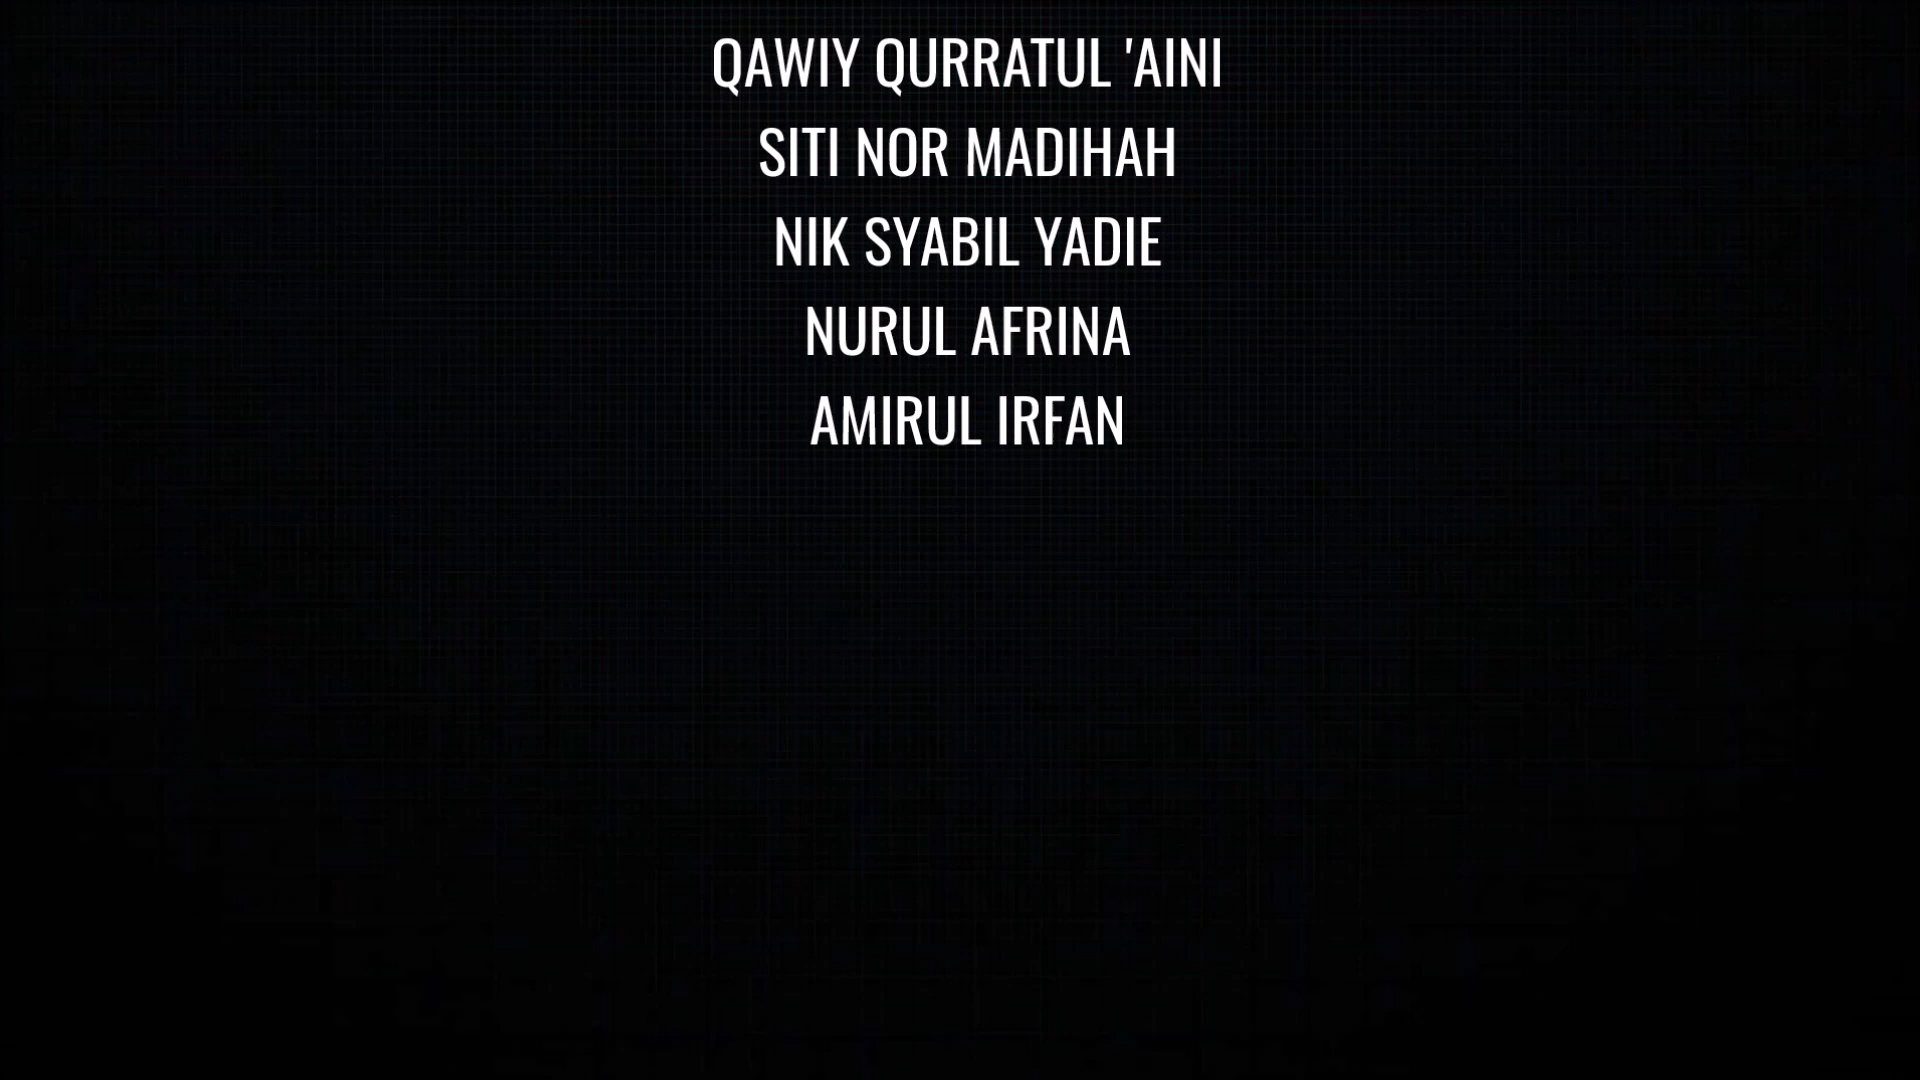 QAWIY QURRATUL 'AINI
SITI NOR MADIHAH
NIK SYABIL YADIE
NURUL AFRINA
AMIRUL IRFAN